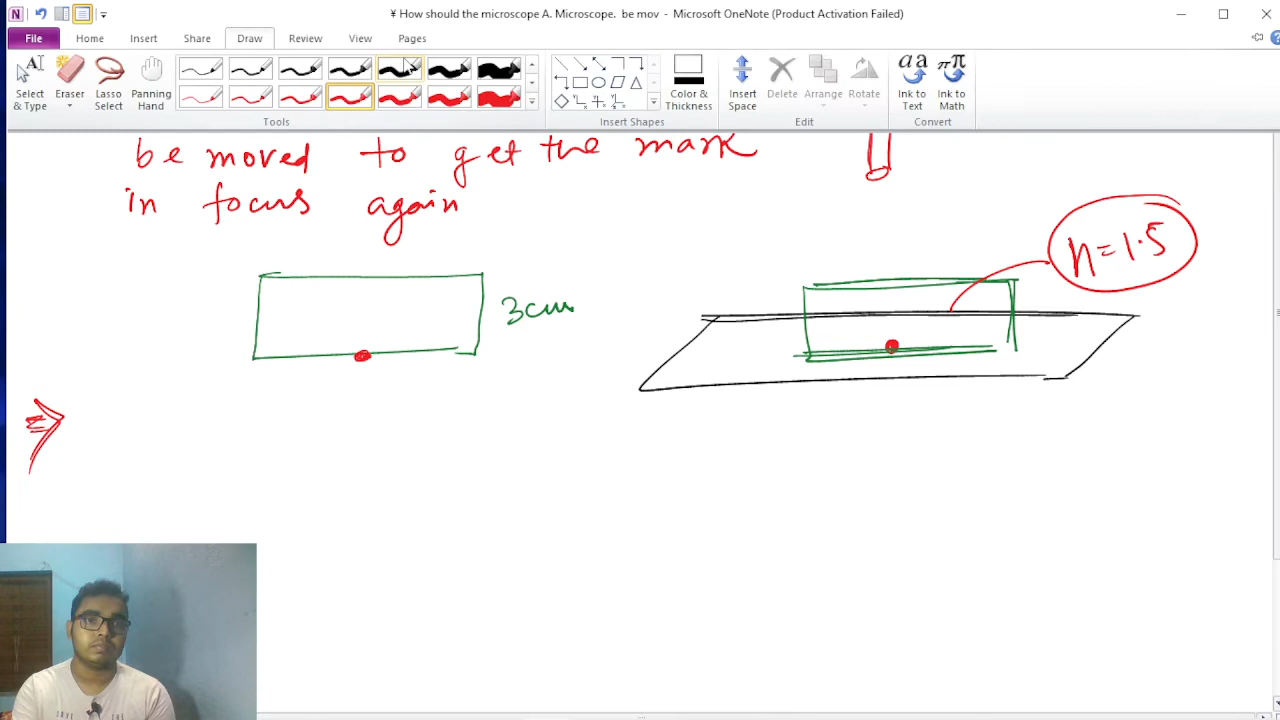 ¥ How should the microscope A. Microscope. be mov - Microsoft OneNote (Product Activation Failed)
File Home Insert Share Draw Review View Pages
Select & Type
Eraser
Lasso Select
Panning Hand
Color & Thickness
Insert Space
Delete
Arrange
Rotate
Ink to Text
Ink to Math
Tools Insert Shapes Edit Convert
be moved to get the mark
in focus again
n=1.5
3cm
LOVE